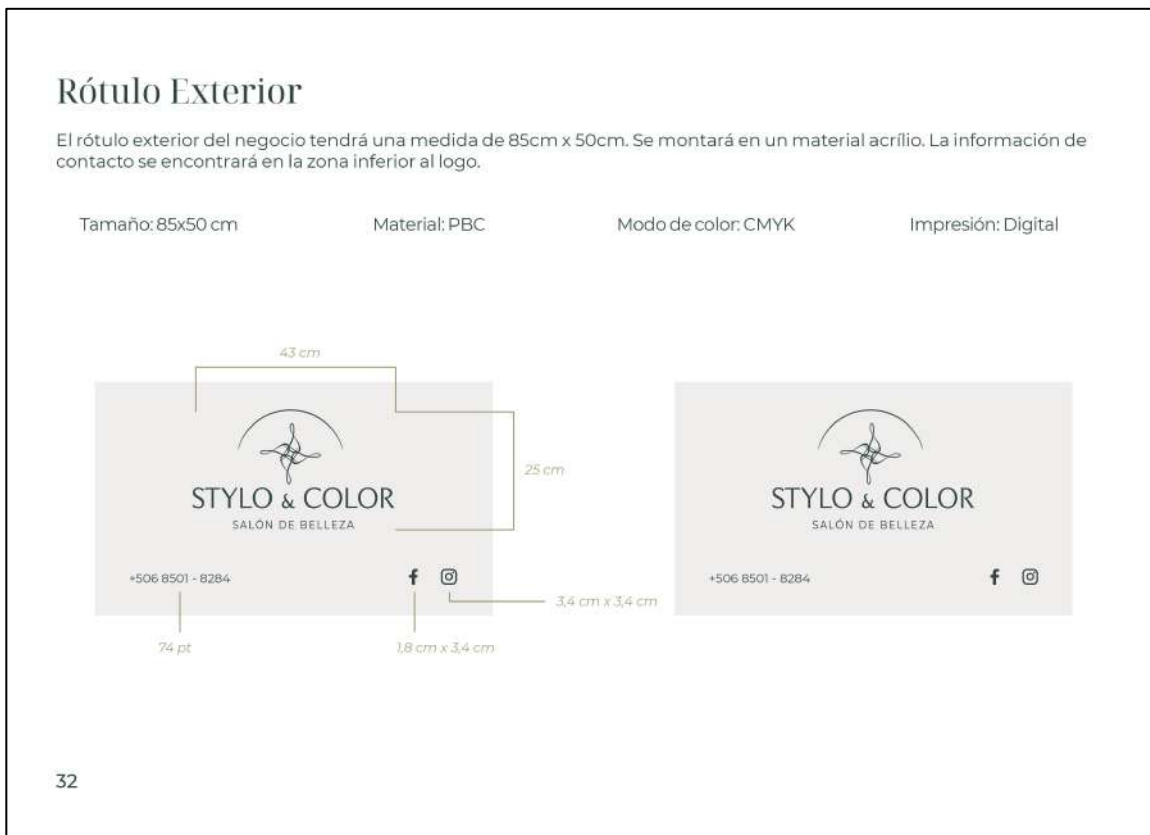 Rótulo Exterior
El rótulo exterior del negocio tendrá una medida de 85cm x 50cm. Se montará en un material acrílio. La información de
contacto se encontrará en la zona inferior al logo.
Tamaño: 85x50 cm
Material: PBC
Modo de color: CMYK
Impresión: Digital
43 cm
25 cm
STYLO & COLOR
SALÓN DE BELLEZA
+506 8501 - 8284
3,4 cm x 3,4 cm
74 pt
1,8 cm x 3,4 cm
STYLO & COLOR
SALÓN DE BELLEZA
+506 8501 - 8284
32